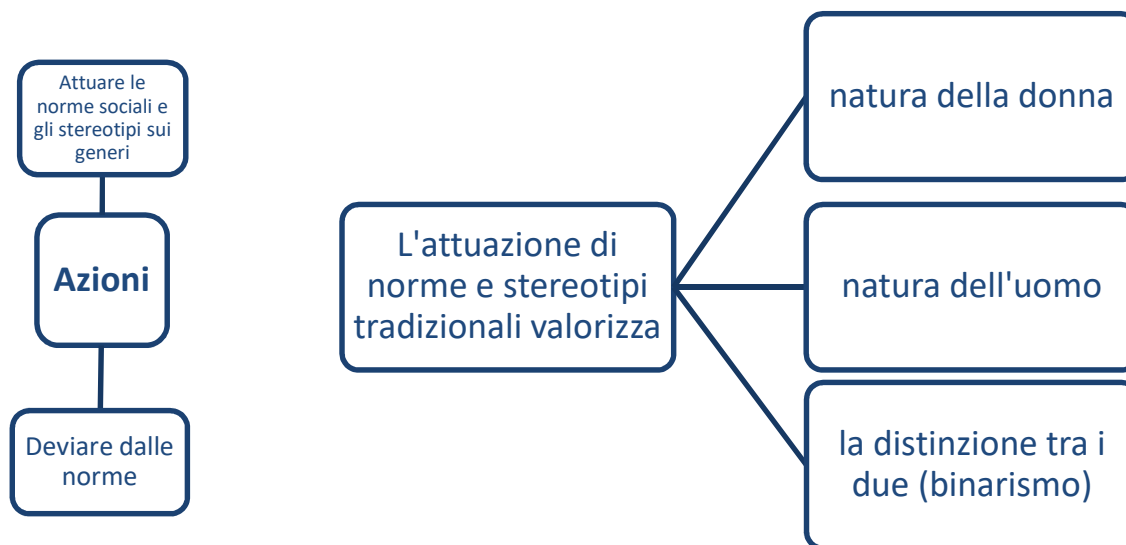 Attuare le
norme sociali e
gli stereotipi sui
generi
Azioni
Deviare dalle
norme
L'attuazione di
norme e stereotipi
tradizionali valorizza
natura della donna
natura dell'uomo
la distinzione tra i
due (binarismo)